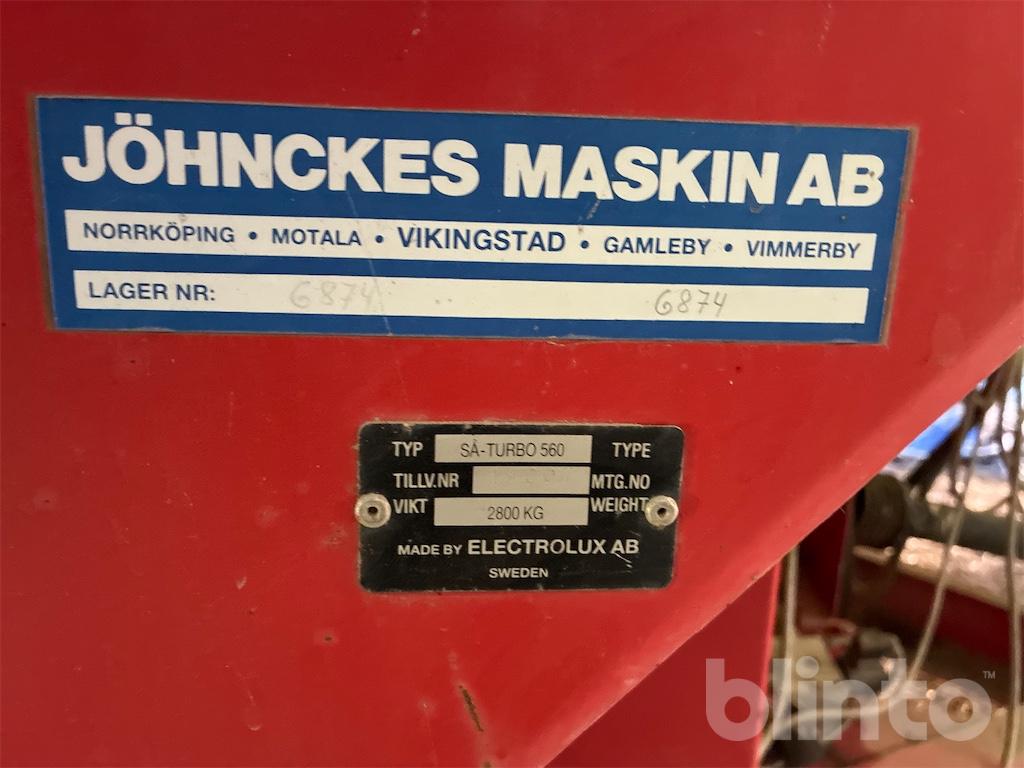 JÖHNCKES MASKIN AB
NORRKÖPING • MOTALA • VIKINGSTAD • GAMLEBY • VIMMERBY
LAGER NR: 6874 6874
TYP SÅ-TURBO 560 TYPE
TILLV.NR MTG.NO
VIKT 2800 KG WEIGHT
MADE BY ELECTROLUX AB
SWEDEN
blinto™